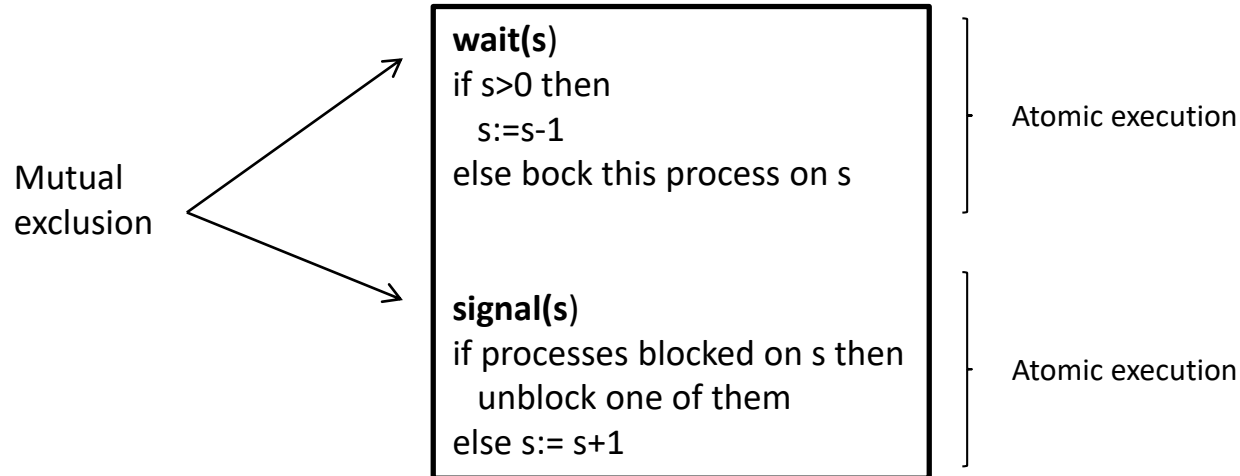 Mutual
exclusion
wait(s)
if s>0 then
s:=s-1
else bock this process on s
signal(s)
if processes blocked on s then
unblock one of them
else s:= s+1
Atomic execution
Atomic execution